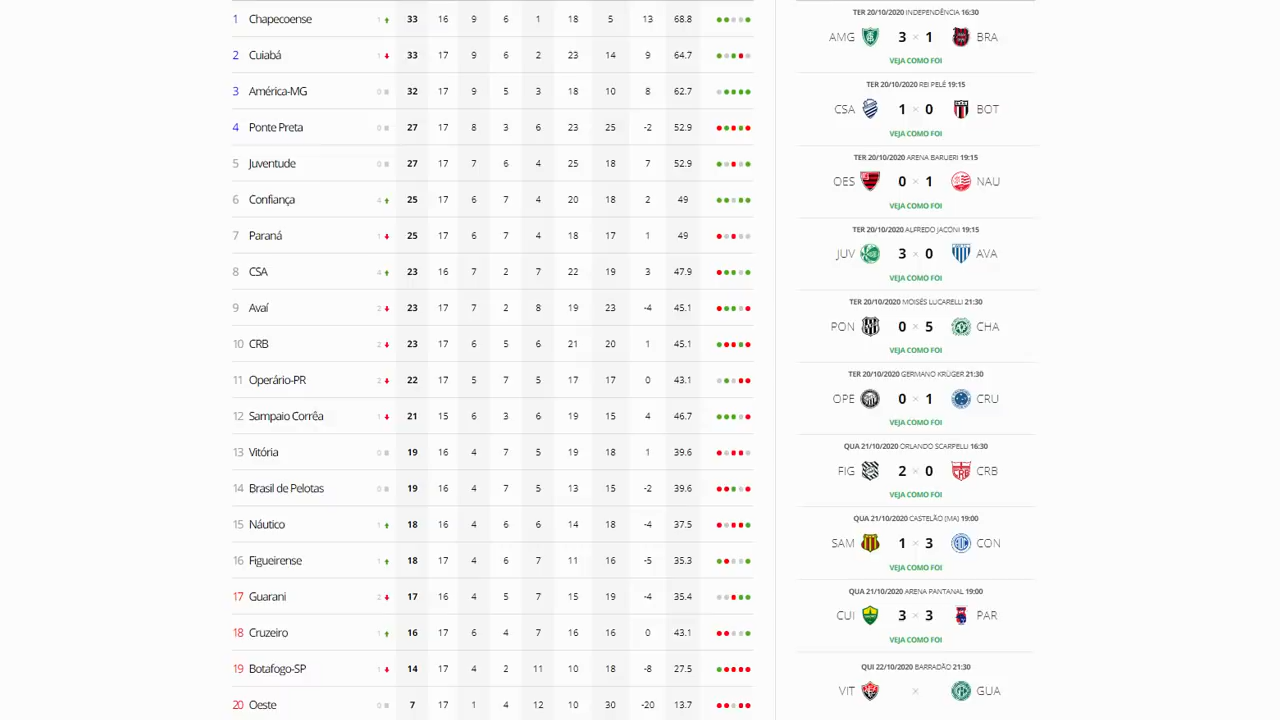 1 Chapecoense 1 33 16 9 6 1 18 5 13 68.8
2 Cuiabá 1 33 17 9 6 2 23 14 9 64.7
3 América-MG 0 32 17 9 5 3 18 10 8 62.7
4 Ponte Preta 0 27 17 8 3 6 23 25 -2 52.9
5 Juventude 0 27 17 7 6 4 25 18 7 52.9
6 Confiança 4 25 17 6 7 4 20 18 2 49
7 Paraná 1 25 17 6 7 4 18 17 1 49
8 CSA 4 23 16 7 2 7 22 19 3 47.9
9 Avaí 2 23 17 7 2 8 19 23 -4 45.1
10 CRB 2 23 17 6 5 6 21 20 1 45.1
11 Operário-PR 2 22 17 5 7 5 17 17 0 43.1
12 Sampaio Corrêa 1 21 15 6 3 6 19 15 4 46.7
13 Vitória 0 19 16 4 7 5 19 18 1 39.6
14 Brasil de Pelotas 0 19 16 4 7 5 13 15 -2 39.6
15 Náutico 1 18 16 4 6 6 14 18 -4 37.5
16 Figueirense 1 18 17 4 6 7 11 16 -5 35.3
17 Guarani 2 17 16 4 5 7 15 19 -4 35.4
18 Cruzeiro 1 16 17 6 4 7 16 16 0 43.1
19 Botafogo-SP 1 14 17 4 2 11 10 18 -8 27.5
20 Oeste 0 7 17 1 4 12 10 30 -20 13.7
TER 20/10/2020 INDEPENDÊNCIA 16:30
AMG 3 × 1 BRA
VEJA COMO FOI
TER 20/10/2020 REI PELÉ 19:15
CSA 1 × 0 BOT
VEJA COMO FOI
TER 20/10/2020 ARENA BARUERI 19:15
OES 0 × 1 NAU
VEJA COMO FOI
TER 20/10/2020 ALFREDO JACONI 19:15
JUV 3 × 0 AVA
VEJA COMO FOI
TER 20/10/2020 MOISÉS LUCARELLI 21:30
PON 0 × 5 CHA
VEJA COMO FOI
TER 20/10/2020 GERMANO KRÜGER 21:30
OPE 0 × 1 CRU
VEJA COMO FOI
QUA 21/10/2020 ORLANDO SCARPELLI 16:30
FIG 2 × 0 CRB
VEJA COMO FOI
QUA 21/10/2020 CASTELÃO (MA) 19:00
SAM 1 × 3 CON
VEJA COMO FOI
QUA 21/10/2020 ARENA PANTANAL 19:00
CUI 3 × 3 PAR
VEJA COMO FOI
QUI 22/10/2020 BARRADÃO 21:30
VIT × GUA